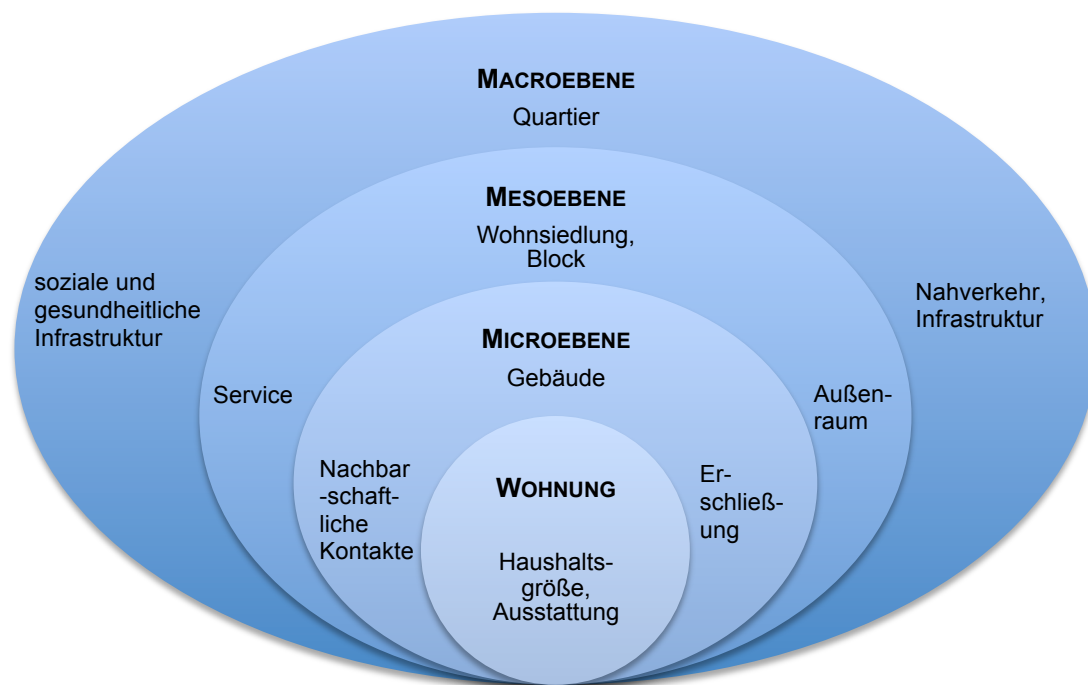 MACROEBENE
Quartier
MESOEBENE
Wohnsiedlung,
Block
soziale und
gesundheitliche
Infrastruktur
Nahverkehr,
Infrastruktur
MICROEBENE
Gebäude
Service
Außen-
raum
Nachbar
-schaft-
liche
Kontakte
Er-
schließ-
ung
WOHNUNG
Haushalts-
größe,
Ausstattung